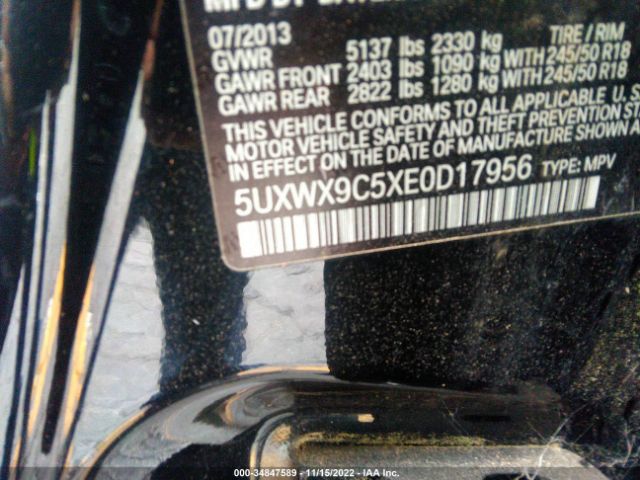 MFD BY
07/2013
GVWR 5137 lbs 2330 kg TIRE / RIM
GAWR FRONT 2403 lbs 1090 kg WITH 245/50 R18
GAWR REAR 2822 lbs 1280 kg WITH 245/50 R18
THIS VEHICLE CONFORMS TO ALL APPLICABLE U.S.
MOTOR VEHICLE SAFETY AND THEFT PREVENTION
IN EFFECT ON THE DATE OF MANUFACTURE SHOWN
5UXWX9C5XE0D17956 TYPE: MPV
000-34847589 - 11/15/2022 - IAA Inc.